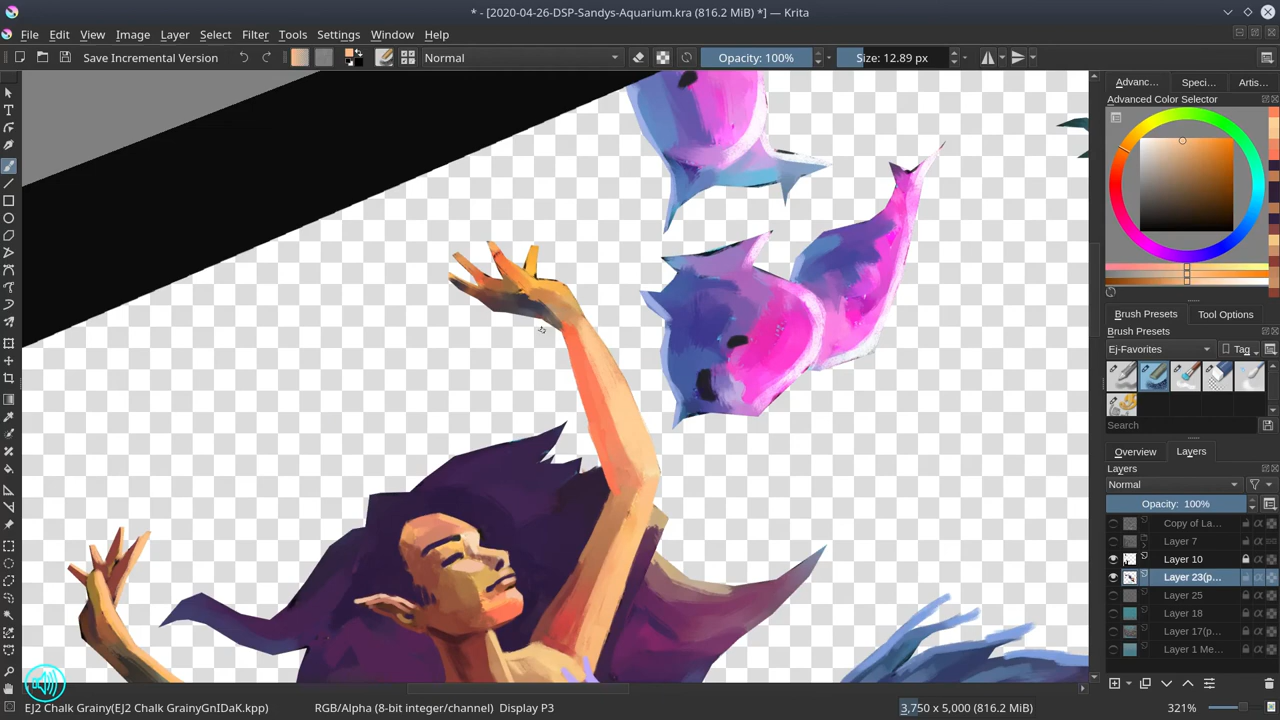 * - [2020-04-26-DSP-Sandys-Aquarium.kra (816.2 MiB) *] — Krita
File Edit View Image Layer Select Filter Tools Settings Window Help
Save Incremental Version Normal Opacity: 100% Size: 12.89 px
Advanc... Speci... Artis...
Advanced Color Selector
Brush Presets Tool Options
Brush Presets
Ej-Favorites Tag
Search
Overview Layers
Layers
Normal
Opacity: 100%
Copy of La...
Layer 7
Layer 10
Layer 23(p...
Layer 25
Layer 18
Layer 17(p...
Layer 1 Me...
EJ2 Chalk Grainy(EJ2 Chalk GrainyGnIDaK.kpp) RGB/Alpha (8-bit integer/channel) Display P3 3,750 x 5,000 (816.2 MiB) 321%